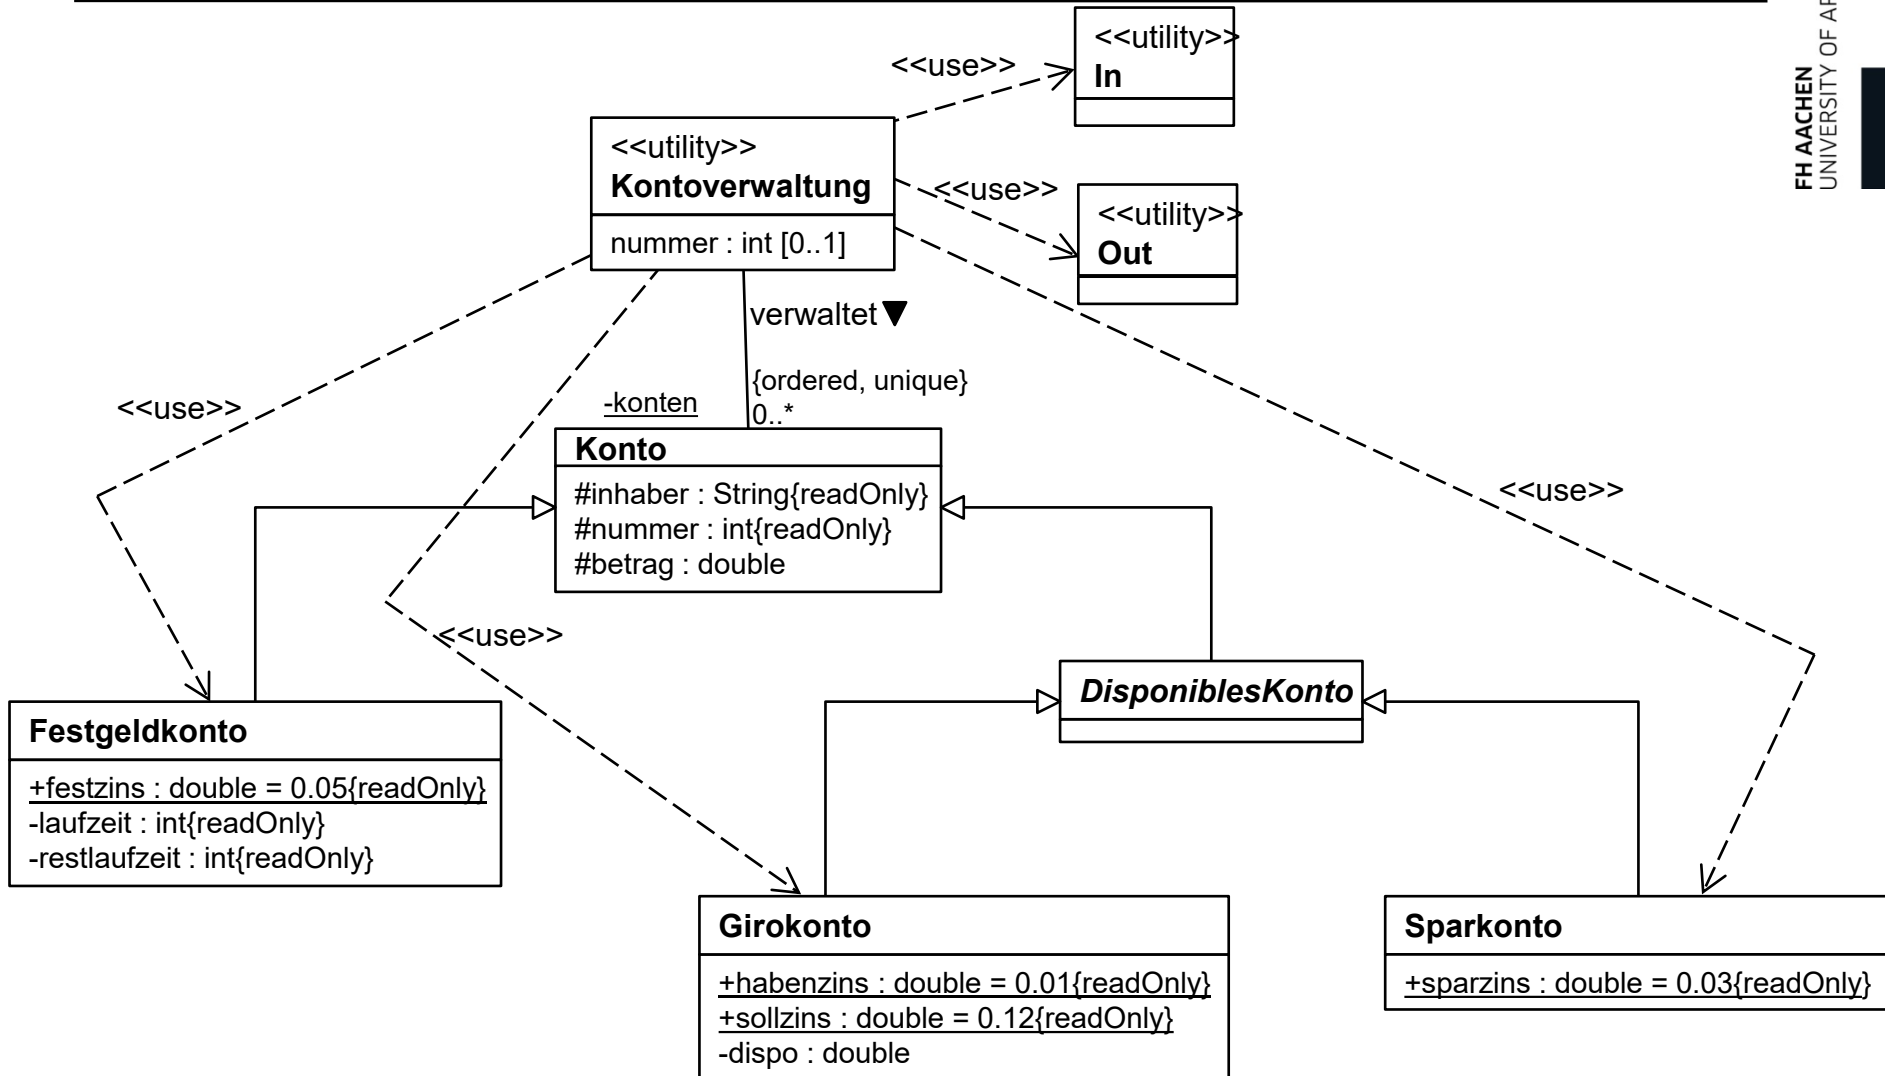 <<utility>>
In
<<use>>
FH AACHEN
<<utility>>
Kontoverwaltung
nummer : int [0..1]
<<use>>
<<utility>>
Out
verwaltet▼
{ordered, unique}
-konten
0..*
<<use>>
Konto
#inhaber : String{readOnly}
#nummer : int{readOnly}
#betrag : double
<<use>>
<<use>>
DisponiblesKonto
Festgeldkonto
+festzins : double = 0.05{readOnly}
-laufzeit : int{readOnly}
-restlaufzeit : int{readOnly}
Girokonto
+habenzins : double = 0.01{readOnly}
+sollzins : double = 0.12{readOnly}
-dispo : double
Sparkonto
+sparzins : double = 0.03{readOnly}
UNIVERSITY OF